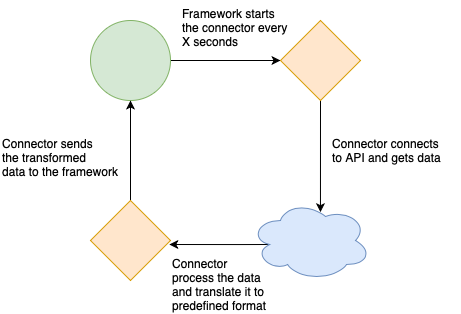 Framework starts
the connector every
X seconds
Connector connects
to API and gets data
Connector sends
the transformed
data to the framework
Connector
process the data
and translate it to
predefined format